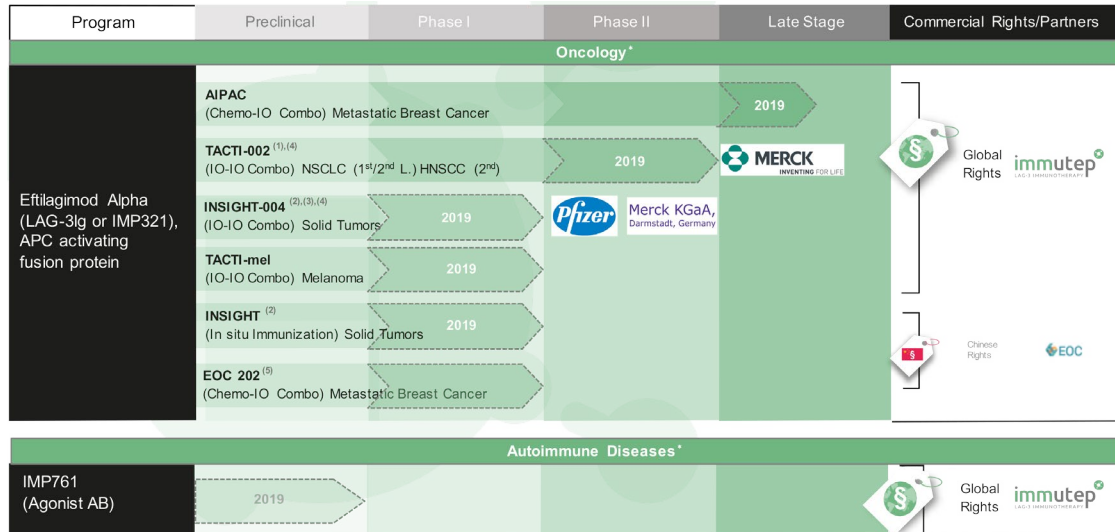 Program
Preclinical
Phase I
Phase II
Late Stage
Commercial Rights/Partners
Oncology*
Eftilagimod Alpha
(LAG-3Ig or IMP321),
APC activating
fusion protein
AIPAC
(Chemo-IO Combo) Metastatic Breast Cancer
2019
TACTI-002 (1),(4)
(IO-IO Combo) NSCLC (1st/2nd L.) HNSCC (2nd)
2019
MERCK
INVENTING FOR LIFE
INSIGHT-004 (2),(3),(4)
(IO-IO Combo) Solid Tumors
2019
Pfizer
Merck KGaA,
Darmstadt, Germany
TACTI-mel
(IO-IO Combo) Melanoma
2019
INSIGHT (2)
(In situ Immunization) Solid Tumors
2019
EOC 202 (5)
(Chemo-IO Combo) Metastatic Breast Cancer
§
Global
Rights
immutep
LAG-3 IMMUNOTHERAPY
§
Chinese
Rights
EOC
Autoimmune Diseases*
IMP761
(Agonist AB)
2019
§
Global
Rights
immutep
LAG-3 IMMUNOTHERAPY